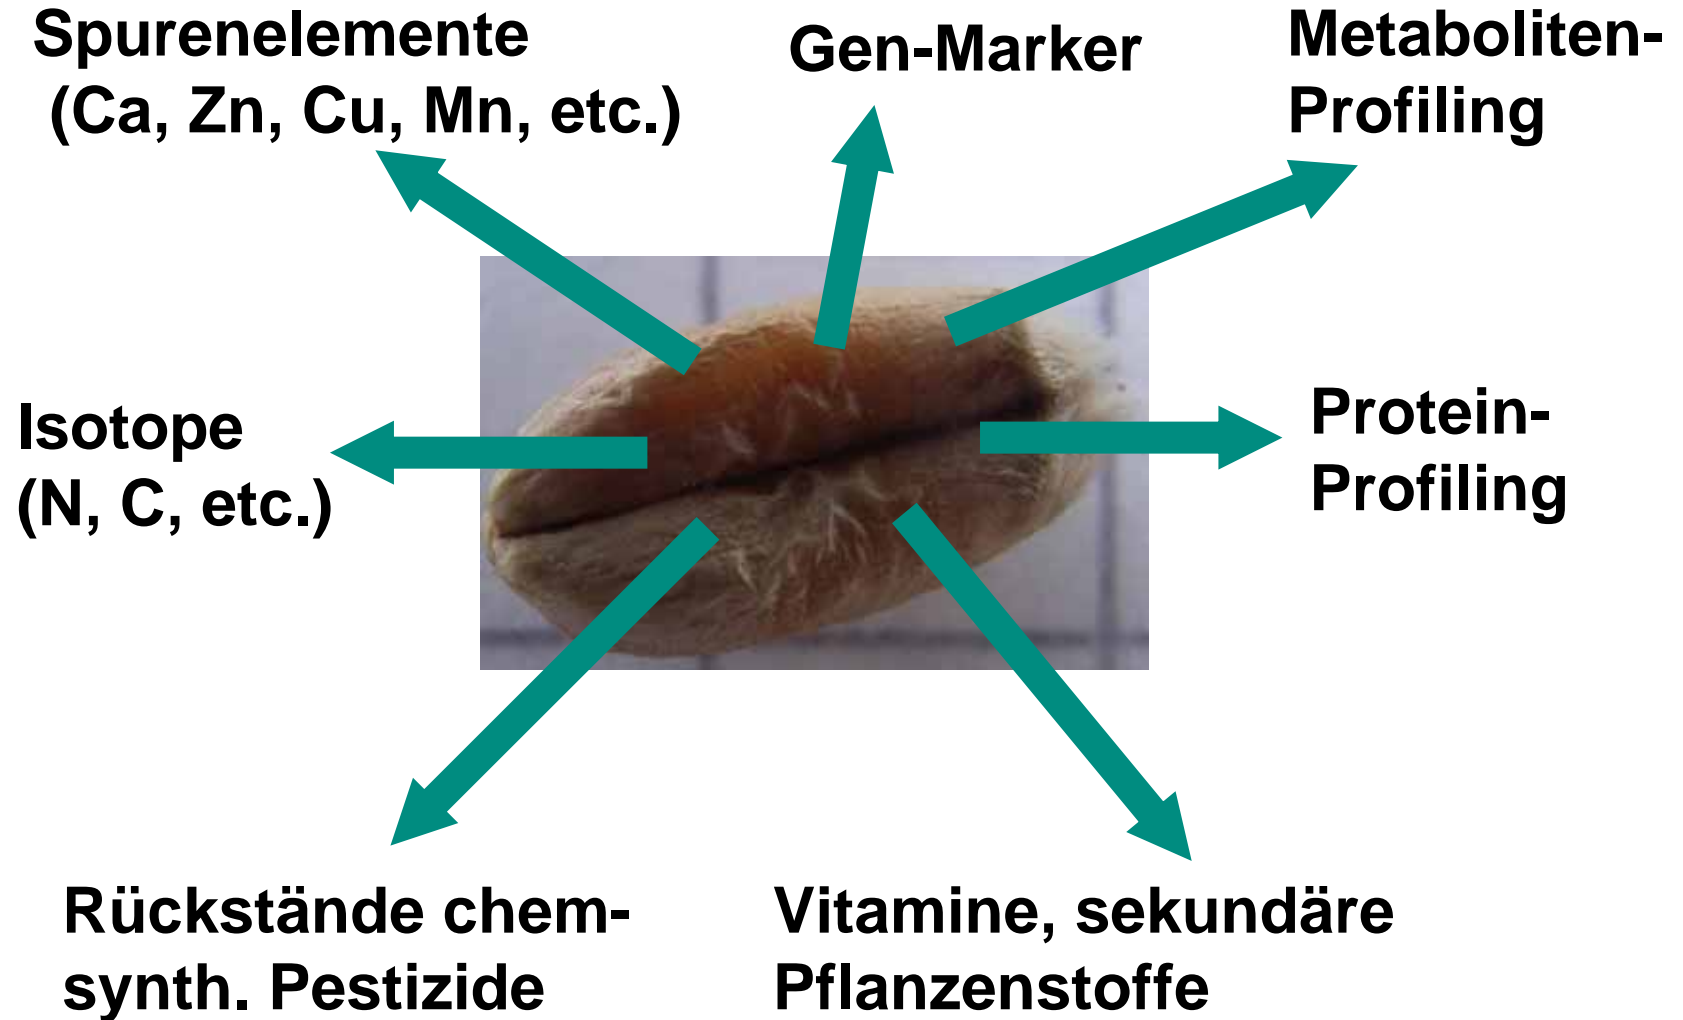 Spurenelemente
(Ca, Zn, Cu, Mn, etc.)
Gen-Marker
Metaboliten-
Profiling
Isotope
(N, C, etc.)
Protein-
Profiling
Rückstände chem-
synth. Pestizide
Vitamine, sekundäre
Pflanzenstoffe